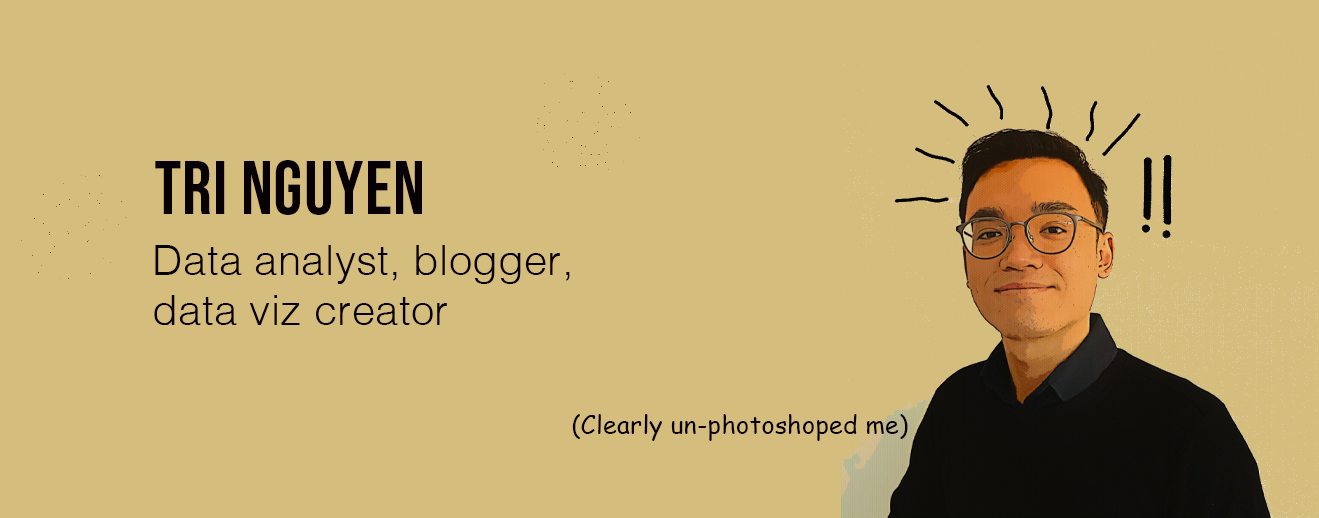 TRI NGUYEN
Data analyst, blogger,
data viz creator
(Clearly un-photoshoped me)